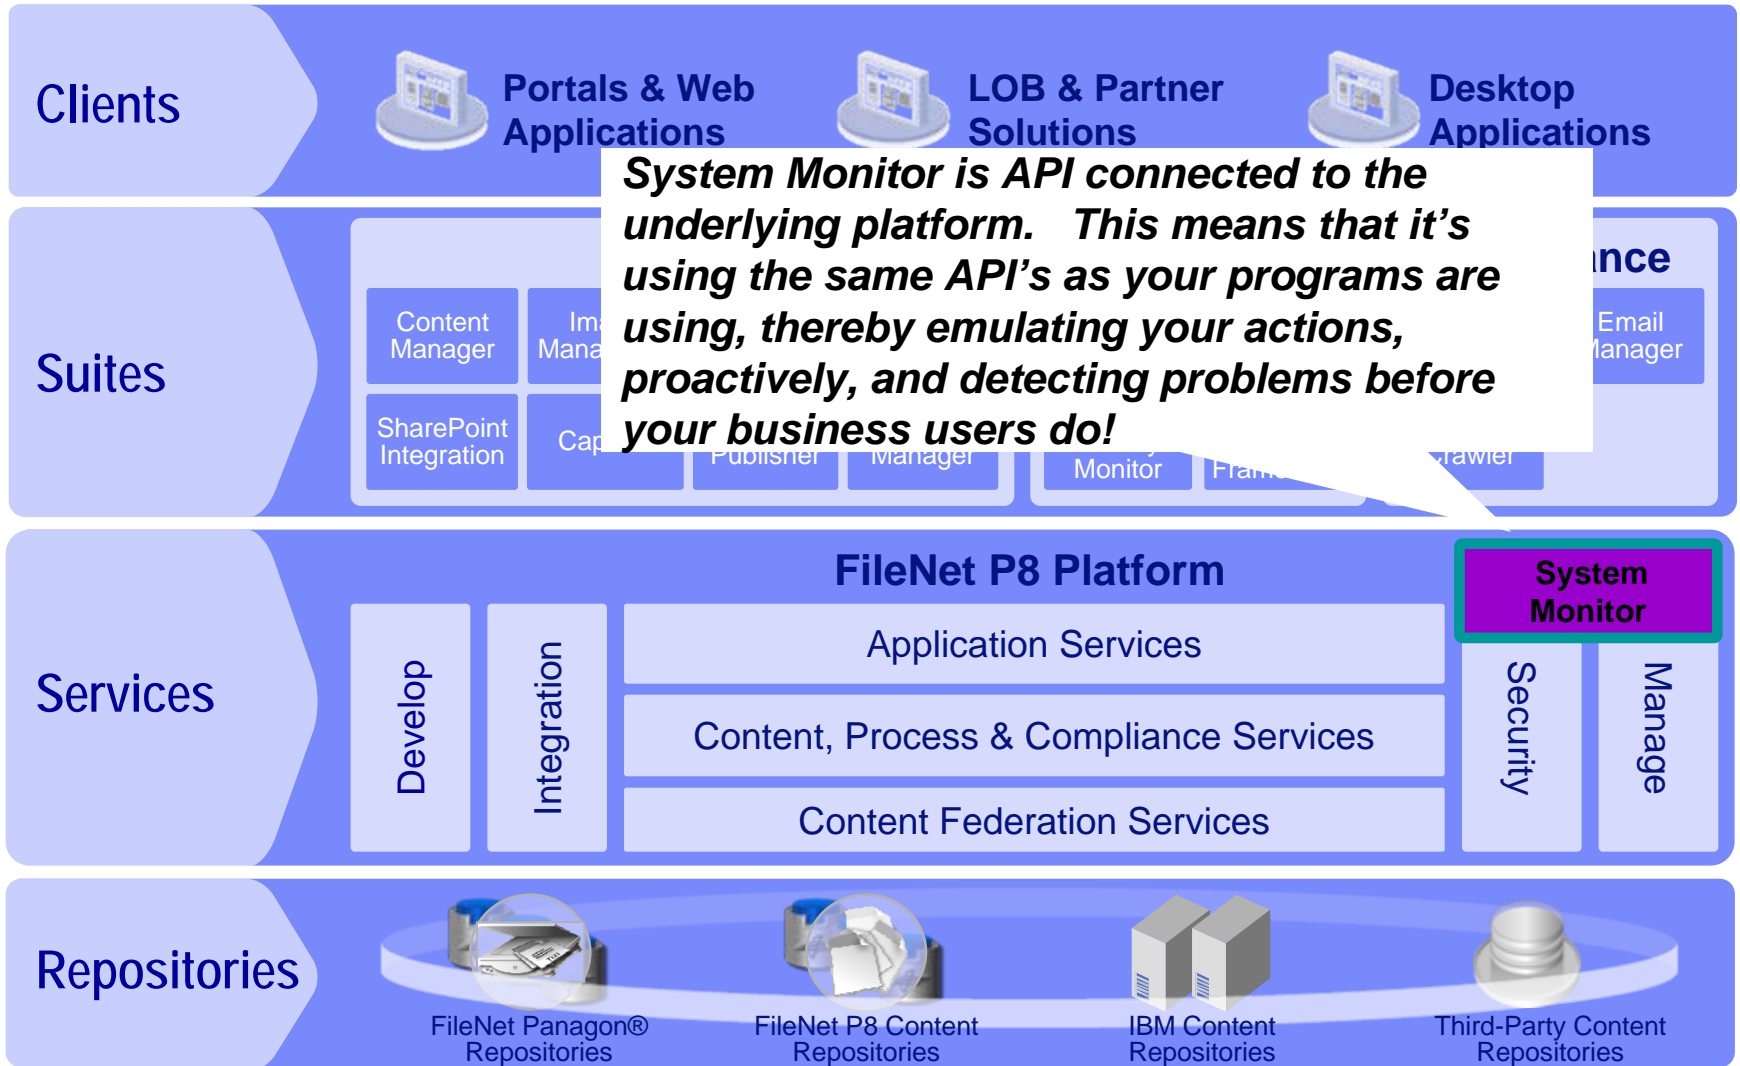 Clients
Portals & Web
Applications
LOB & Partner
Solutions
Desktop
Applications
System Monitor is API connected to the
underlying platform.   This means that it's
using the same API's as your programs are
using, thereby emulating your actions,
proactively, and detecting problems before
your business users do!
Suites
Content
Manager
Email
SharePoint
Integration
Publisher
Manager
Monitor
Services
FileNet P8 Platform
System
Monitor
Develop
Integration
Application Services
Content, Process & Compliance Services
Content Federation Services
Security
Manage
Repositories
FileNet Panagon®
Repositories
FileNet P8 Content
Repositories
IBM Content
Repositories
Third-Party Content
Repositories